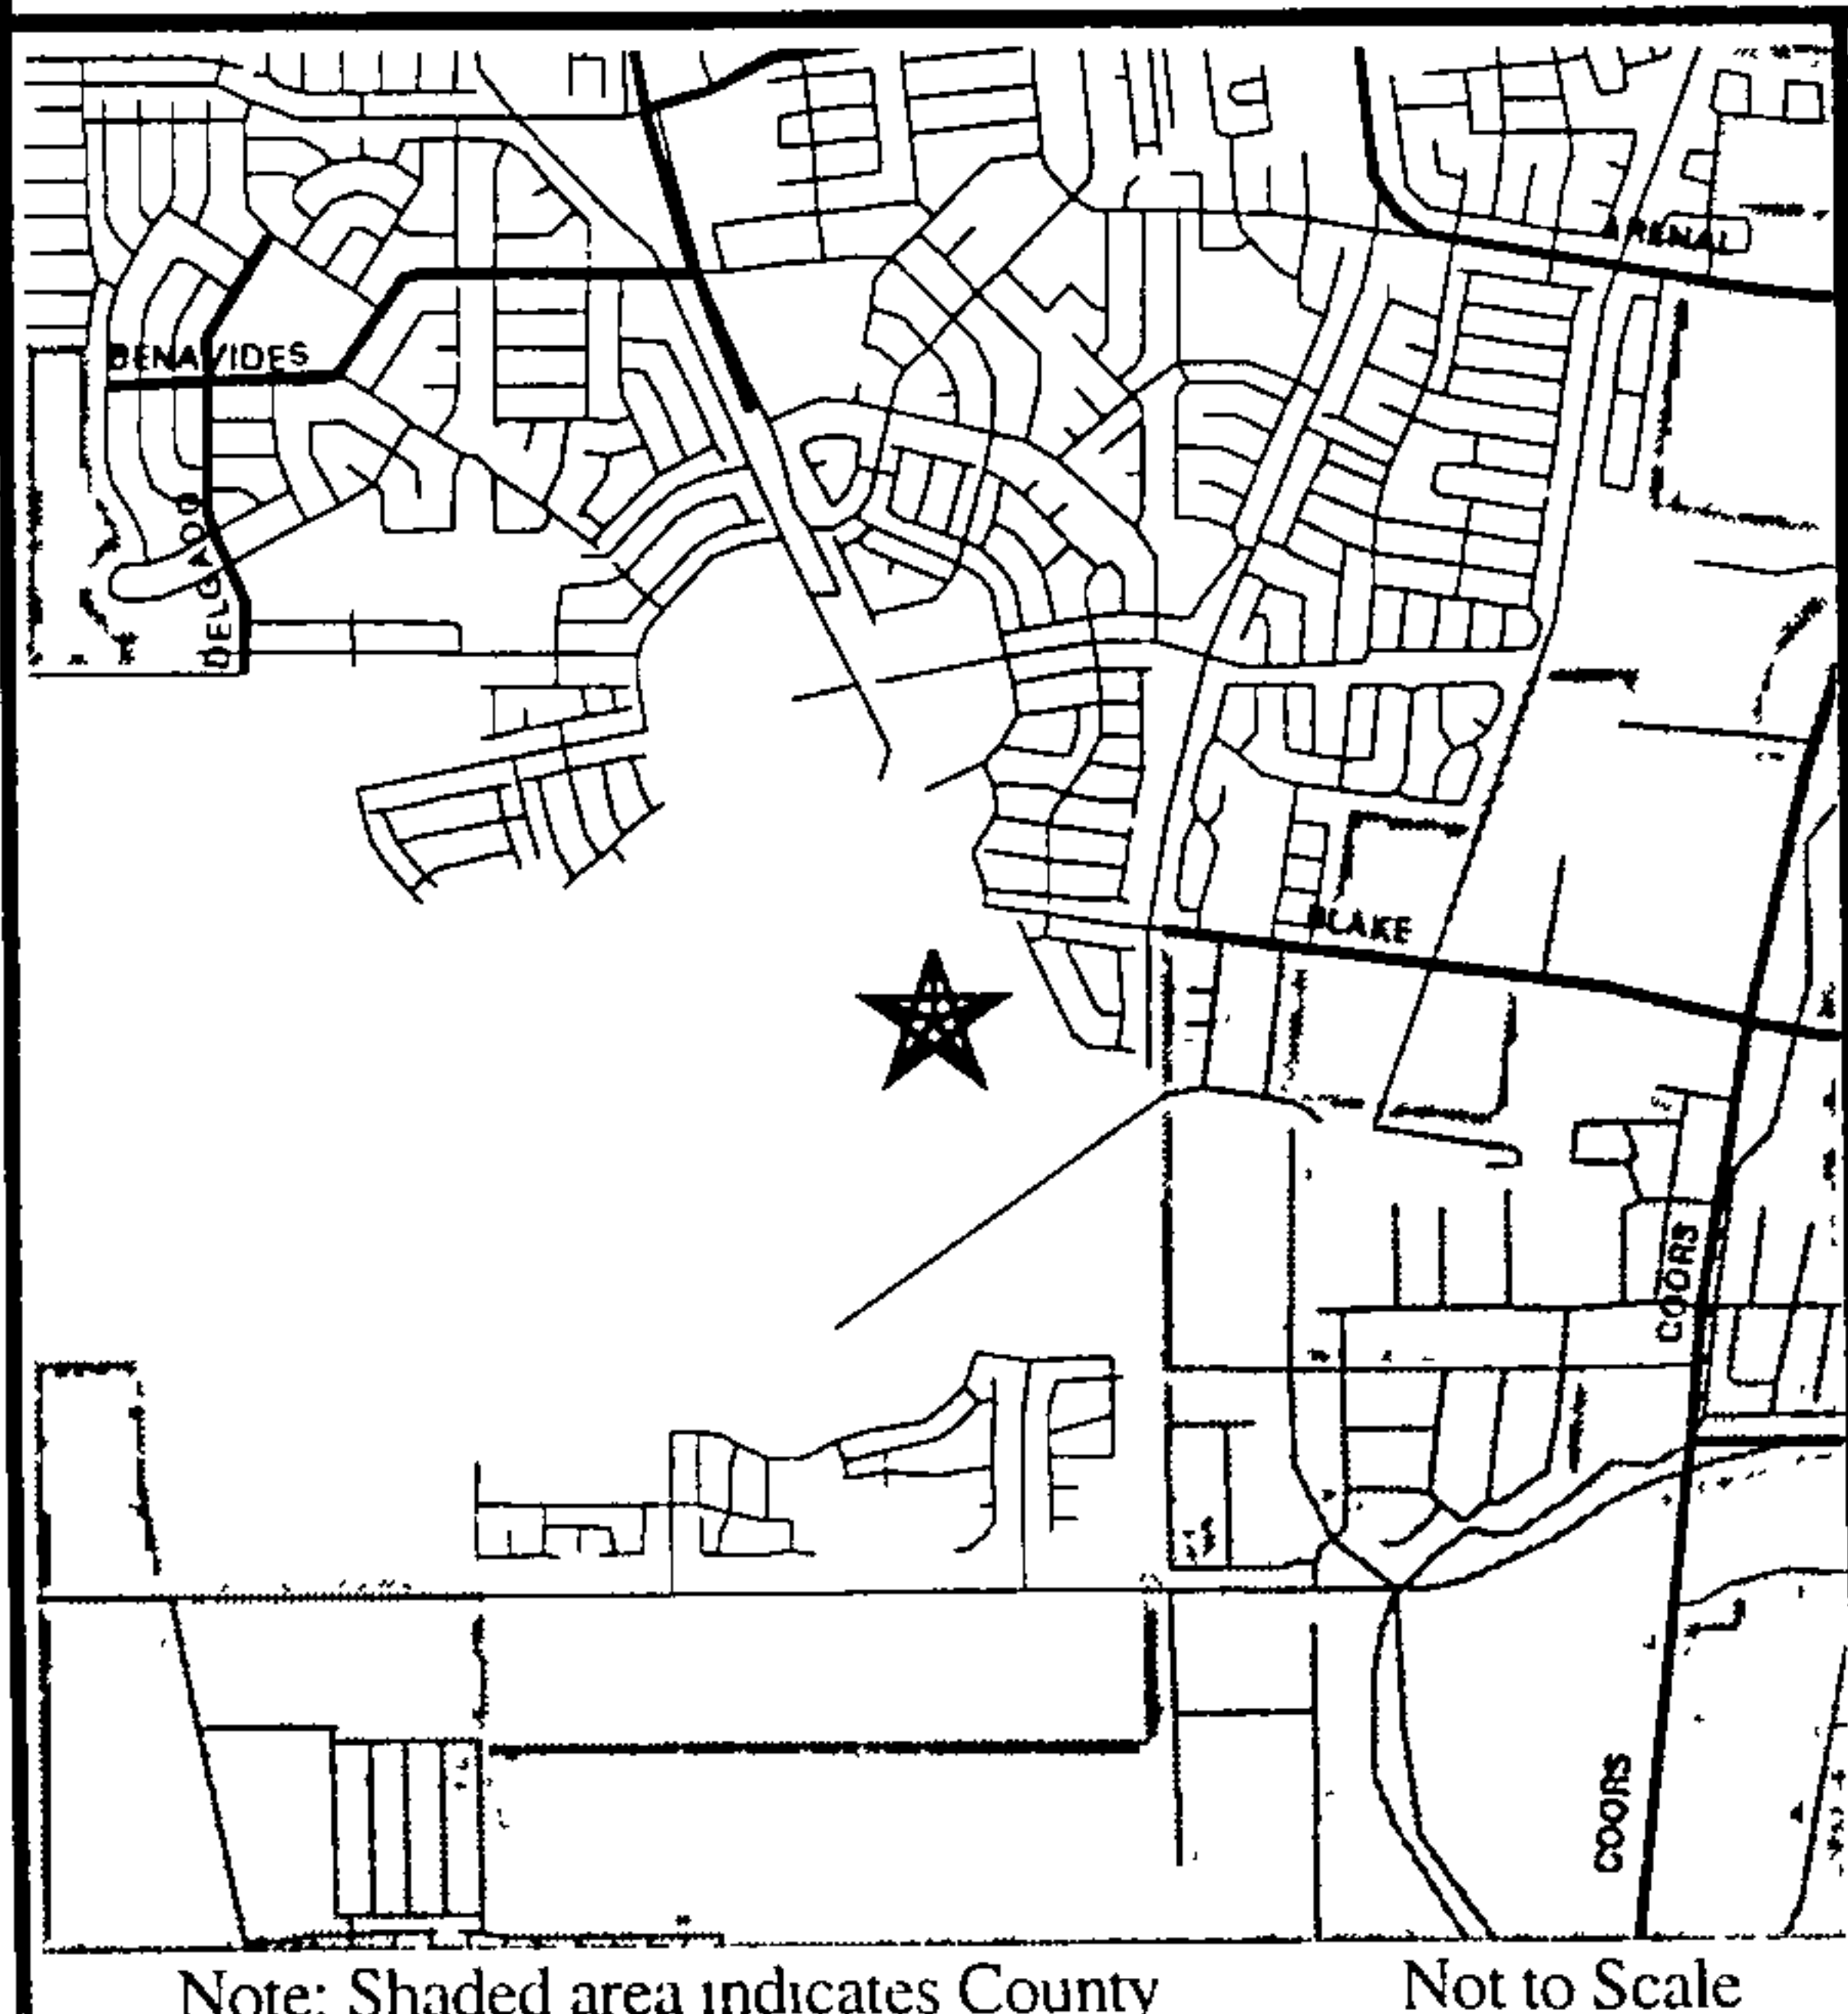 ARENAL
BENAVIDES
DELGADO
BLAKE
COORS
COORS
Note: Shaded area indicates County
Not to Scale